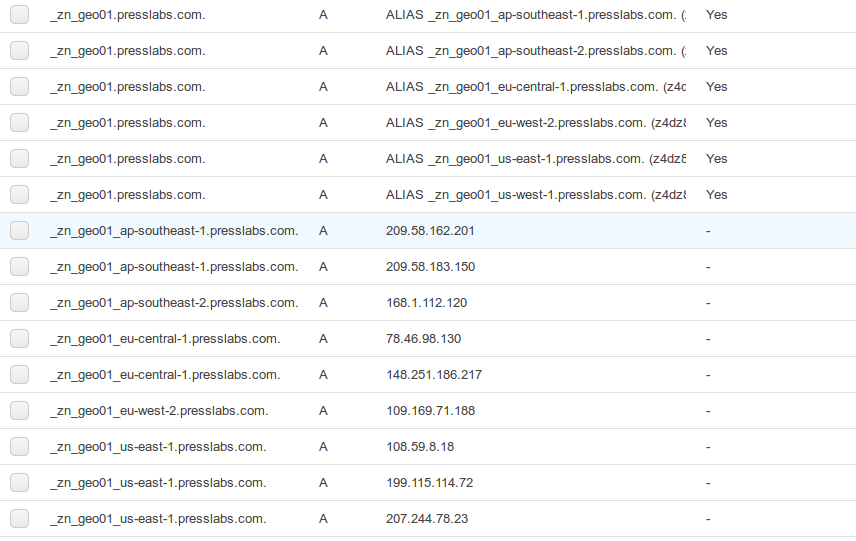 _zn_geo01.presslabs.com. A ALIAS _zn_geo01_ap-southeast-1.presslabs.com. (z Yes
_zn_geo01.presslabs.com. A ALIAS _zn_geo01_ap-southeast-2.presslabs.com. ( Yes
_zn_geo01.presslabs.com. A ALIAS _zn_geo01_eu-central-1.presslabs.com. (z4d Yes
_zn_geo01.presslabs.com. A ALIAS _zn_geo01_eu-west-2.presslabs.com. (z4dz8 Yes
_zn_geo01.presslabs.com. A ALIAS _zn_geo01_us-east-1.presslabs.com. (z4dz8 Yes
_zn_geo01.presslabs.com. A ALIAS _zn_geo01_us-west-1.presslabs.com. (z4dz8 Yes
_zn_geo01_ap-southeast-1.presslabs.com. A 209.58.162.201 -
_zn_geo01_ap-southeast-1.presslabs.com. A 209.58.183.150 -
_zn_geo01_ap-southeast-2.presslabs.com. A 168.1.112.120 -
_zn_geo01_eu-central-1.presslabs.com. A 78.46.98.130 -
_zn_geo01_eu-central-1.presslabs.com. A 148.251.186.217 -
_zn_geo01_eu-west-2.presslabs.com. A 109.169.71.188 -
_zn_geo01_us-east-1.presslabs.com. A 108.59.8.18 -
_zn_geo01_us-east-1.presslabs.com. A 199.115.114.72 -
_zn_geo01_us-east-1.presslabs.com. A 207.244.78.23 -